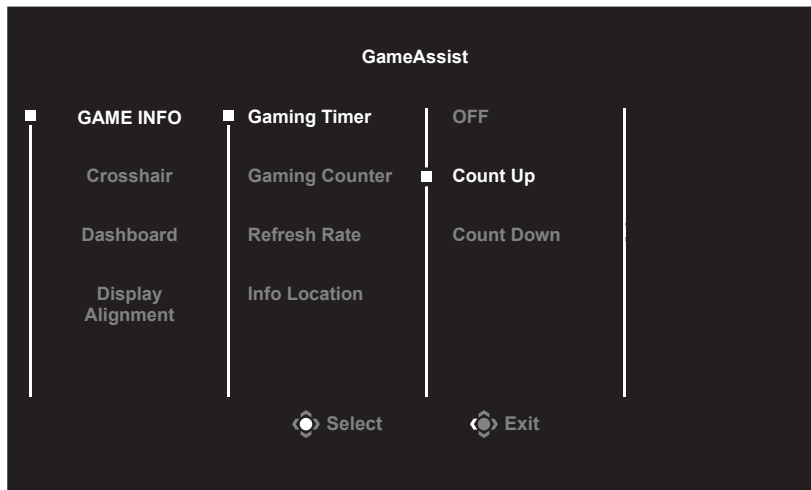 GameAssist
GAME INFO
Crosshair
Dashboard
Display
Alignment
Gaming Timer
Gaming Counter
Refresh Rate
Info Location
OFF
Count Up
Count Down
Select
Exit